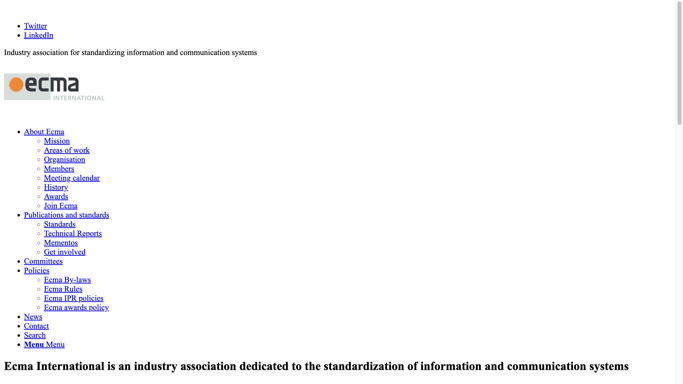 Twitter
LinkedIn
Industry association for standardizing information and communication systems
ecma
INTERNATIONAL
About Ecma
Mission
Areas of work
Organisation
Members
Meeting calendar
History
Awards
Join Ecma
Publications and standards
Standards
Technical Reports
Mementos
Get involved
Committees
Policies
Ecma By-laws
Ecma Rules
Ecma IPR policies
Ecma awards policy
News
Contact
Search
Menu Menu
Ecma International is an industry association dedicated to the standardization of information and communication systems